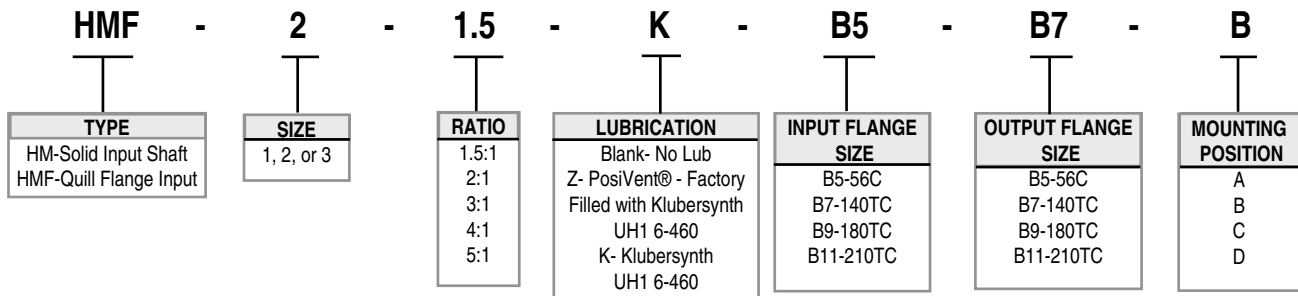 HMF - 2 - 1.5 - K - B5 - B7 - B
TYPE
HM-Solid Input Shaft
HMF-Quill Flange Input
SIZE
1, 2, or 3
RATIO
1.5:1
2:1
3:1
4:1
5:1
LUBRICATION
Blank- No Lub
Z- PosiVent® - Factory
Filled with Klubersynth
UH1 6-460
K- Klubersynth
UH1 6-460
INPUT FLANGE
SIZE
B5-56C
B7-140TC
B9-180TC
B11-210TC
OUTPUT FLANGE
SIZE
B5-56C
B7-140TC
B9-180TC
B11-210TC
MOUNTING
POSITION
A
B
C
D